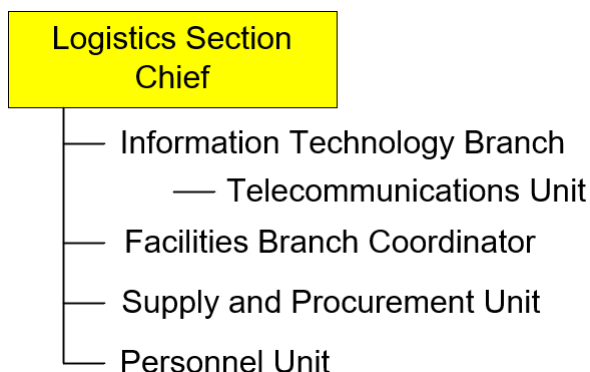 Logistics Section
Chief
Information Technology Branch
Telecommunications Unit
Facilities Branch Coordinator
Supply and Procurement Unit
Personnel Unit